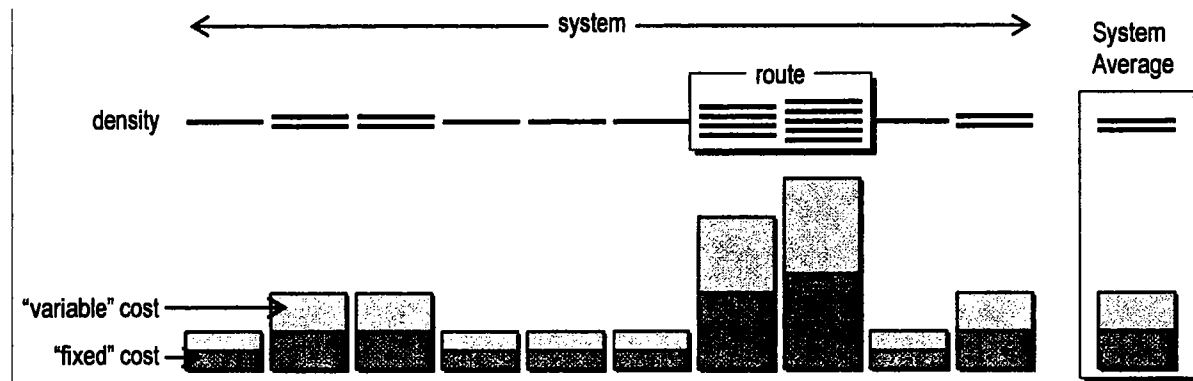 system
System
Average
route
density
“variable” cost
“fixed” cost